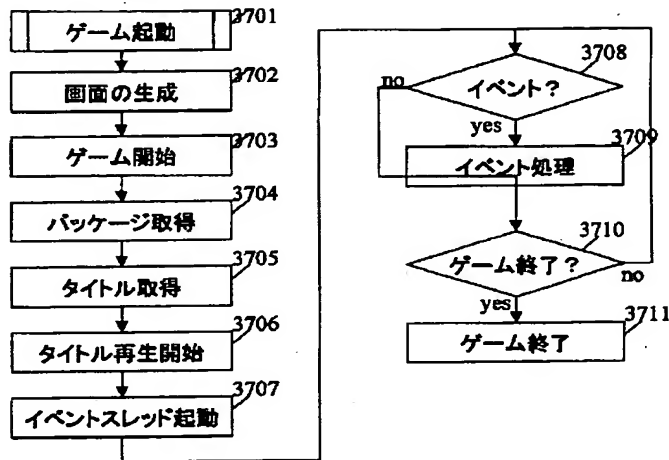 ゲーム起動
3701
画面の生成
3702
ゲーム開始
3703
パッケージ取得
3704
タイトル取得
3705
タイトル再生開始
3706
イベントスレッド起動
3707
イベント?
3708
no
yes
イベント処理
3709
ゲーム終了?
3710
no
yes
ゲーム終了
3711